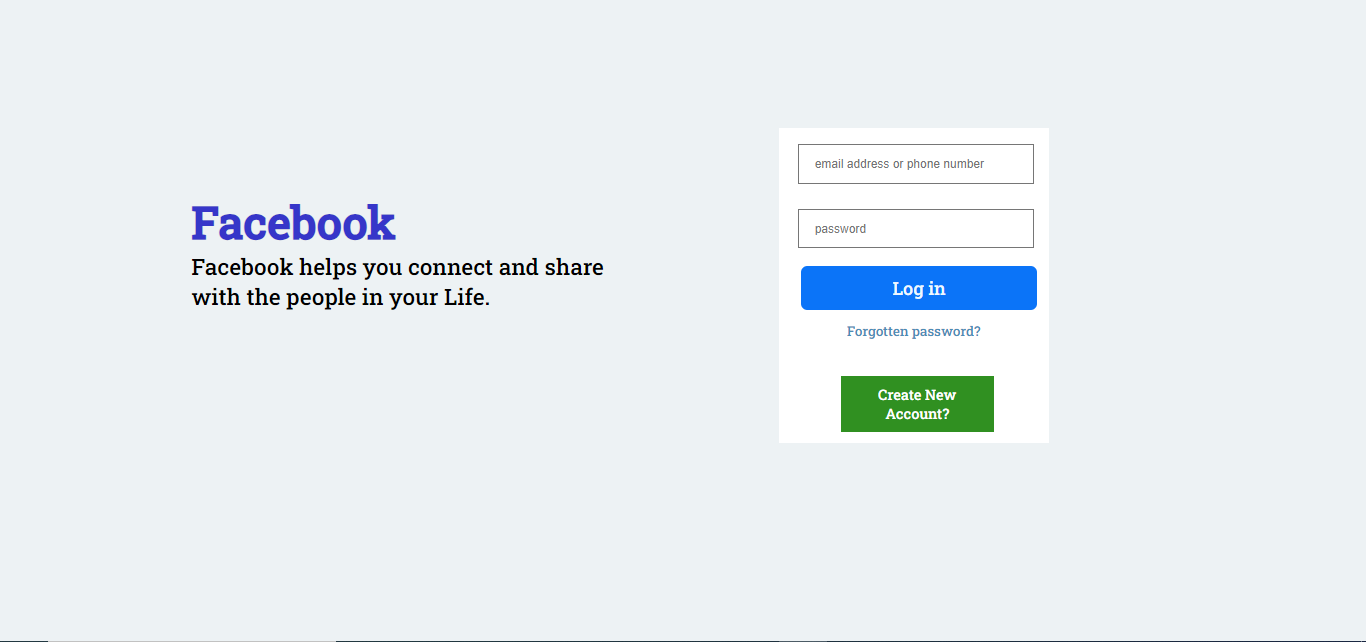 Facebook
Facebook helps you connect and share
with the people in your Life.
email address or phone number
password
Log in
Forgotten password?
Create New
Account?